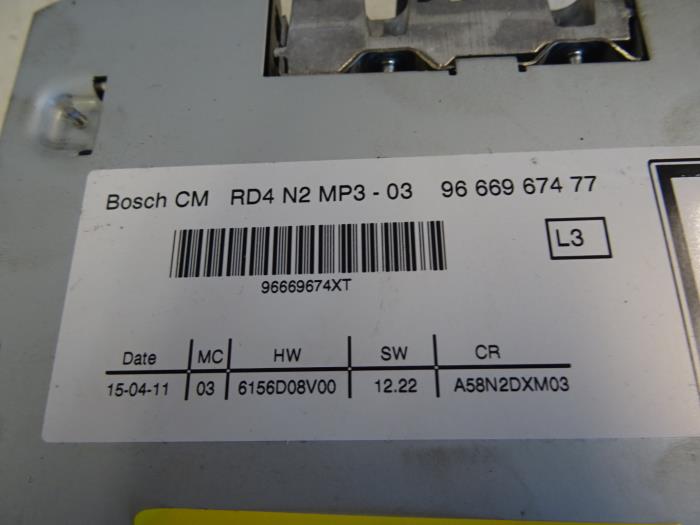 Bosch CM RD4 N2 MP3 - 03 96 669 674 77
L3
96669674XT
Date MC HW SW CR
15-04-11 03 6156D08V00 12.22 A58N2DXM03